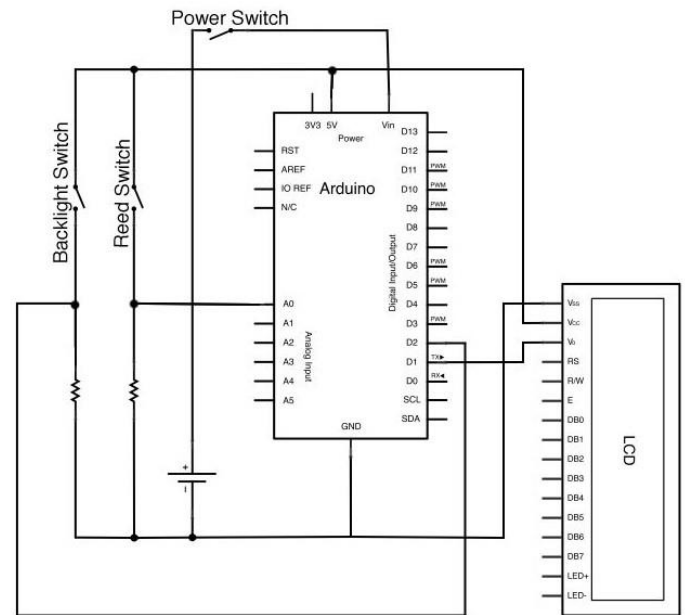 Power Switch
Backlight Switch
Reed Switch
3V3 5V Vin
Power
Arduino
RST
AREF
IO REF
N/C
A0
A1
A2
A3
A4
A5
Analog Input
D13
D12
D11 PWM
D10 PWM
D9 PWM
D8
D7
D6 PWM
D5 PWM
D4
D3 PWM
D2
D1 TX▶
D0 RX◀
SCL
SDA
Digital Input/Output
GND
+
–
Vss
Vcc
V0
RS
R/W
E
DB0
DB1
DB2
DB3
DB4
DB5
DB6
DB7
LED+
LED-
LCD